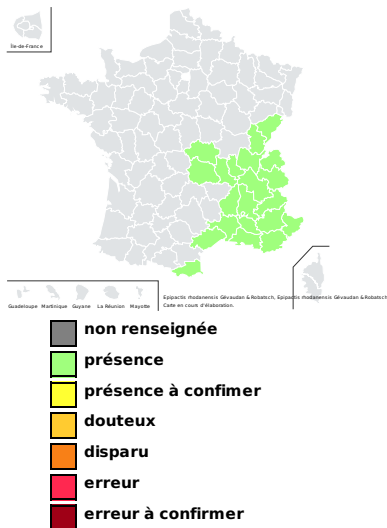 Île-de-France
Guadeloupe Martinique Guyane La Réunion Mayotte
Epipactis rhodanensis Gévaudan & Robatsch, Epipactis rhodanensis Gévaudan & Robatsch
Carte en cours d'élaboration.
non renseignée
présence
présence à confimer
douteux
disparu
erreur
erreur à confirmer